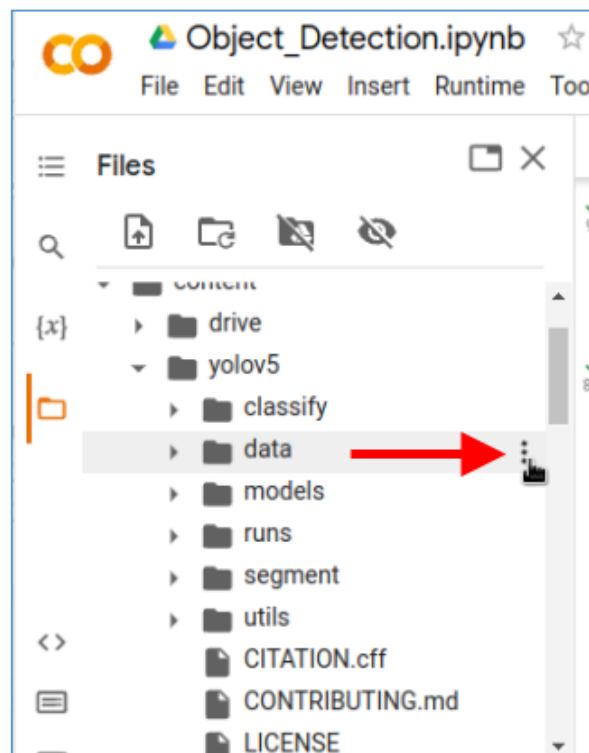 Object_Detection.ipynb
File Edit View Insert Runtime Too
Files
{x}
content
drive
yolov5
classify
data
models
runs
segment
utils
<>
CITATION.cff
CONTRIBUTING.md
LICENSE